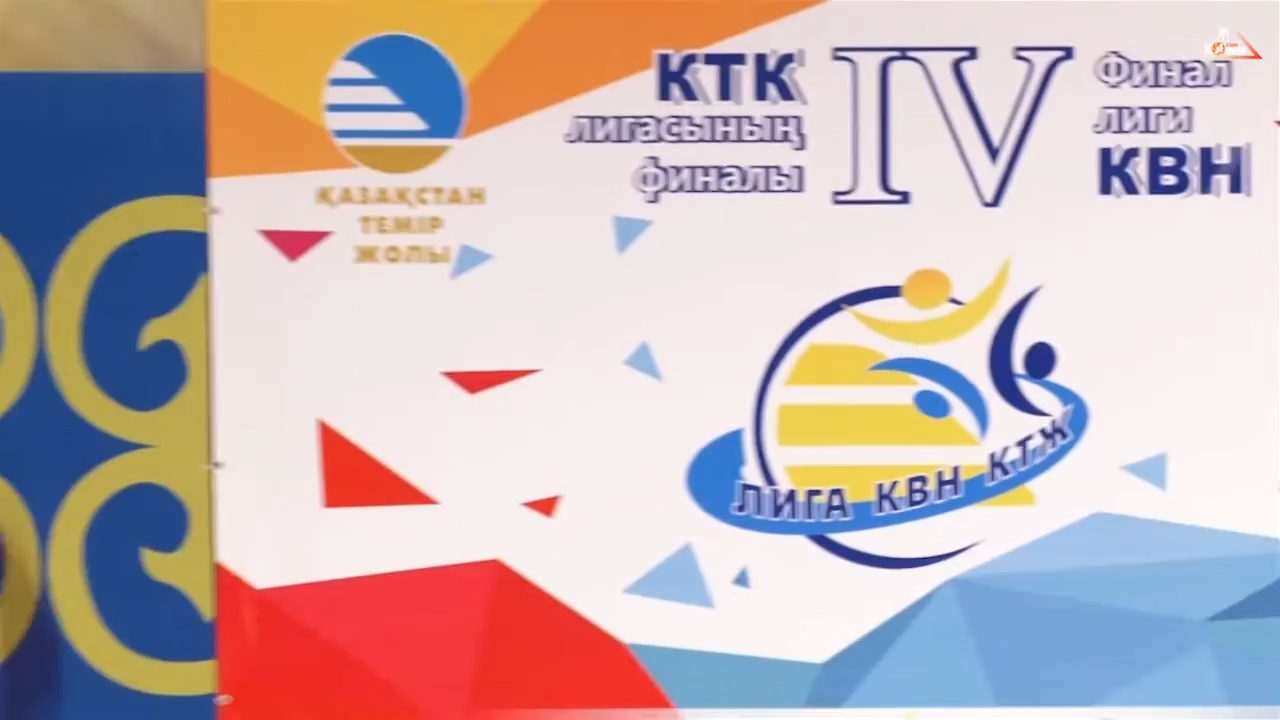 ҚАЗАҚСТАН
ТЕМІР
ЖОЛЫ
КТК
лигасының
финалы
IV
Финал
лиги
КВН
ЛИГА КВН КТЖ